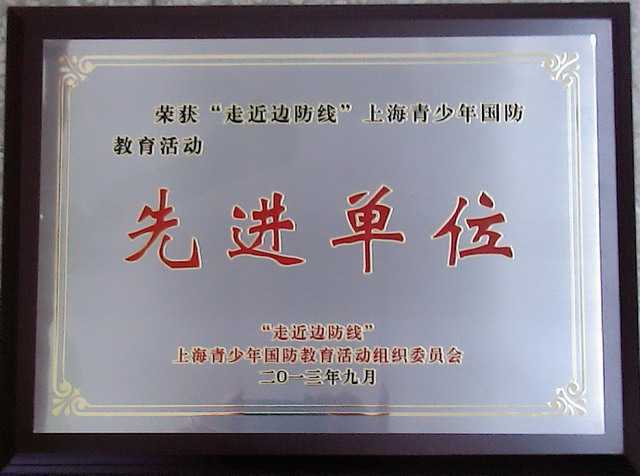 荣获“走近边防线”上海青少年国防
教育活动
先进单位
“走近边防线”
上海青少年国防教育活动组织委员会
二〇一三年九月